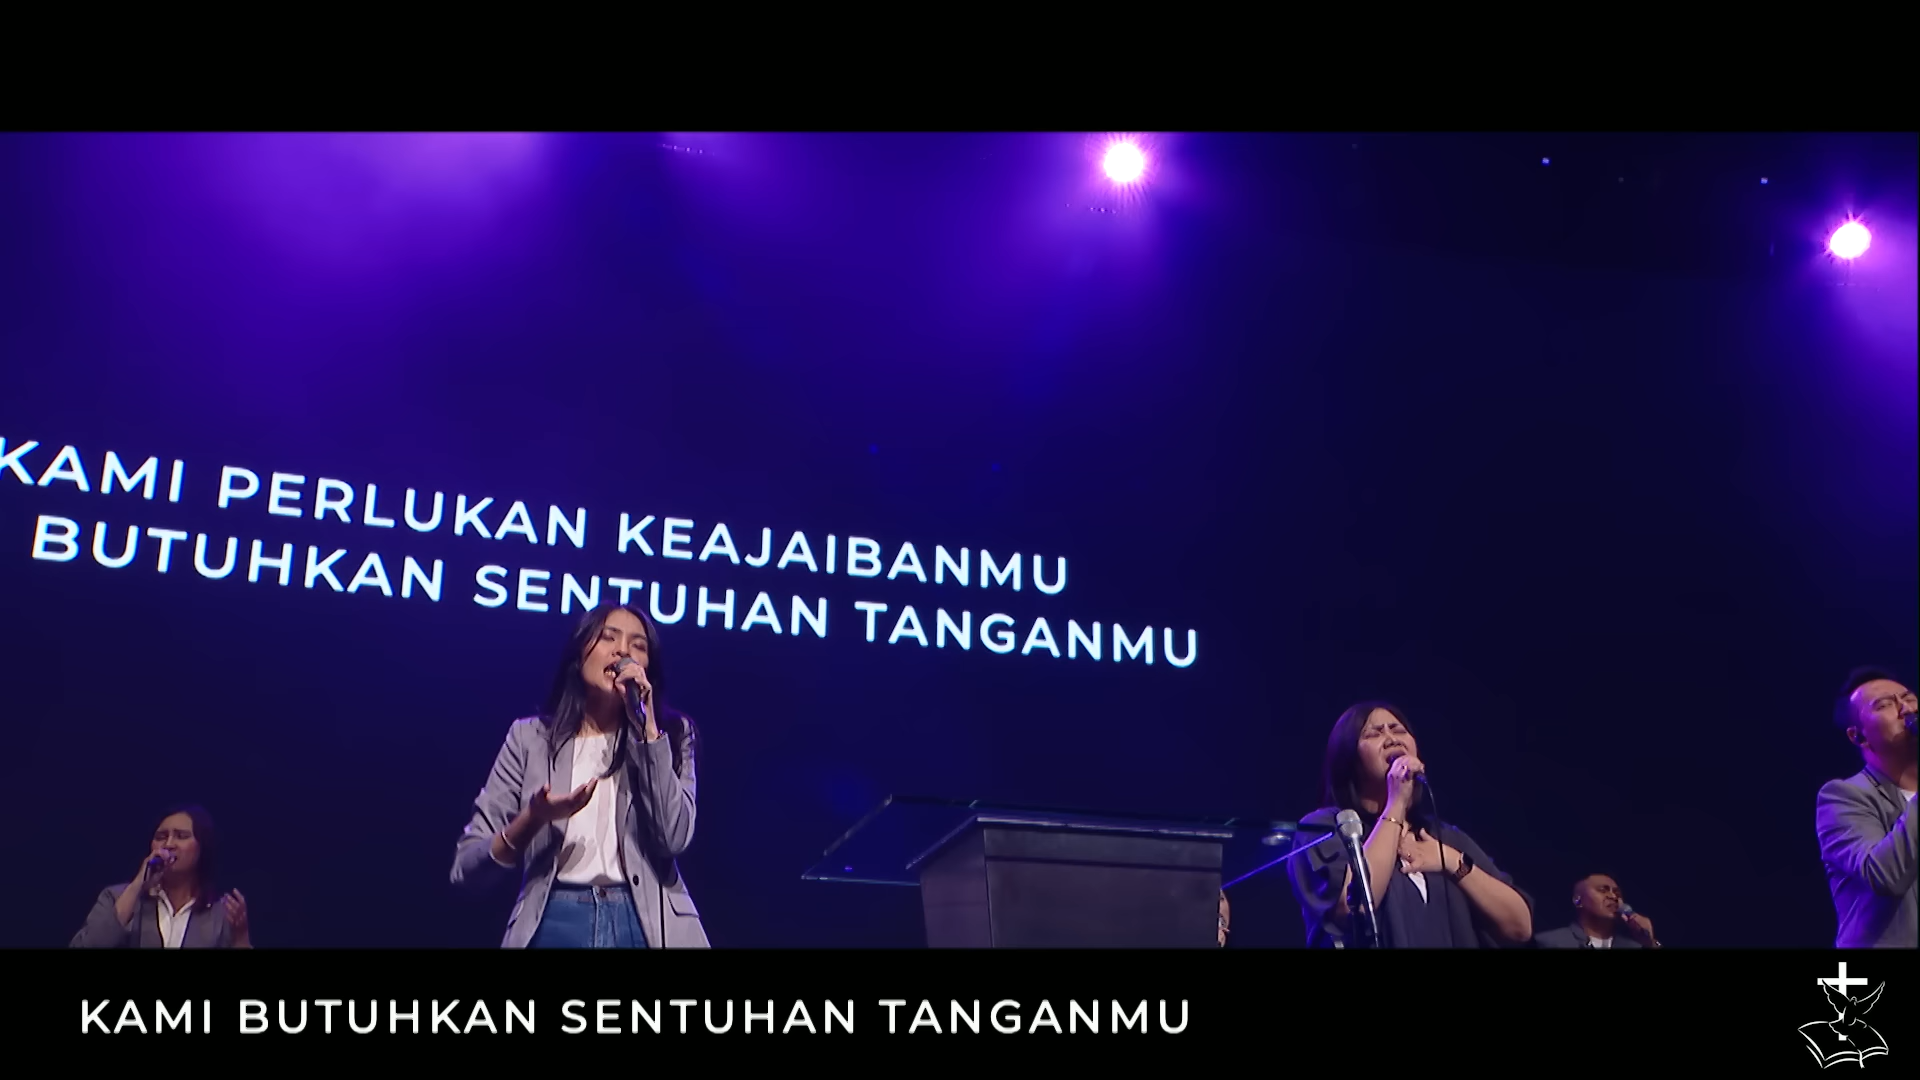 KAMI PERLUKAN KEAJAIBANMU
BUTUHKAN SENTUHAN TANGANMU
KAMI BUTUHKAN SENTUHAN TANGANMU